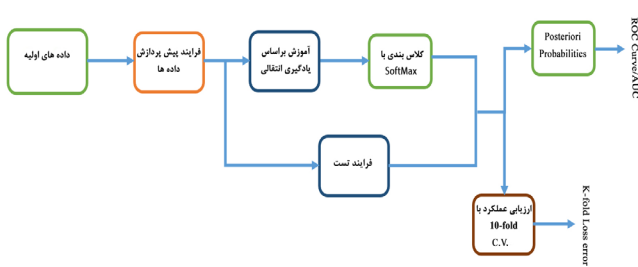 داده های اولیه
فرایند پیش پردازش
داده ها
آموزش براساس
یادگیری انتقالی
کلاس بندی با
SoftMax
فرایند تست
Posteriori
Probabilities
ROC Curve/AUC
ارزیابی عملکرد با
10-fold
C.V.
K-fold Loss error